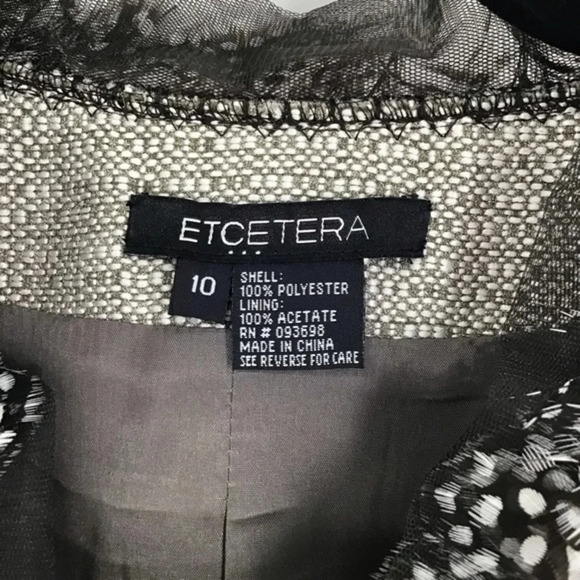 ETCETERA
10
SHELL:
100% POLYESTER
LINING:
100% ACETATE
RN # 093698
MADE IN CHINA
SEE REVERSE FOR CARE